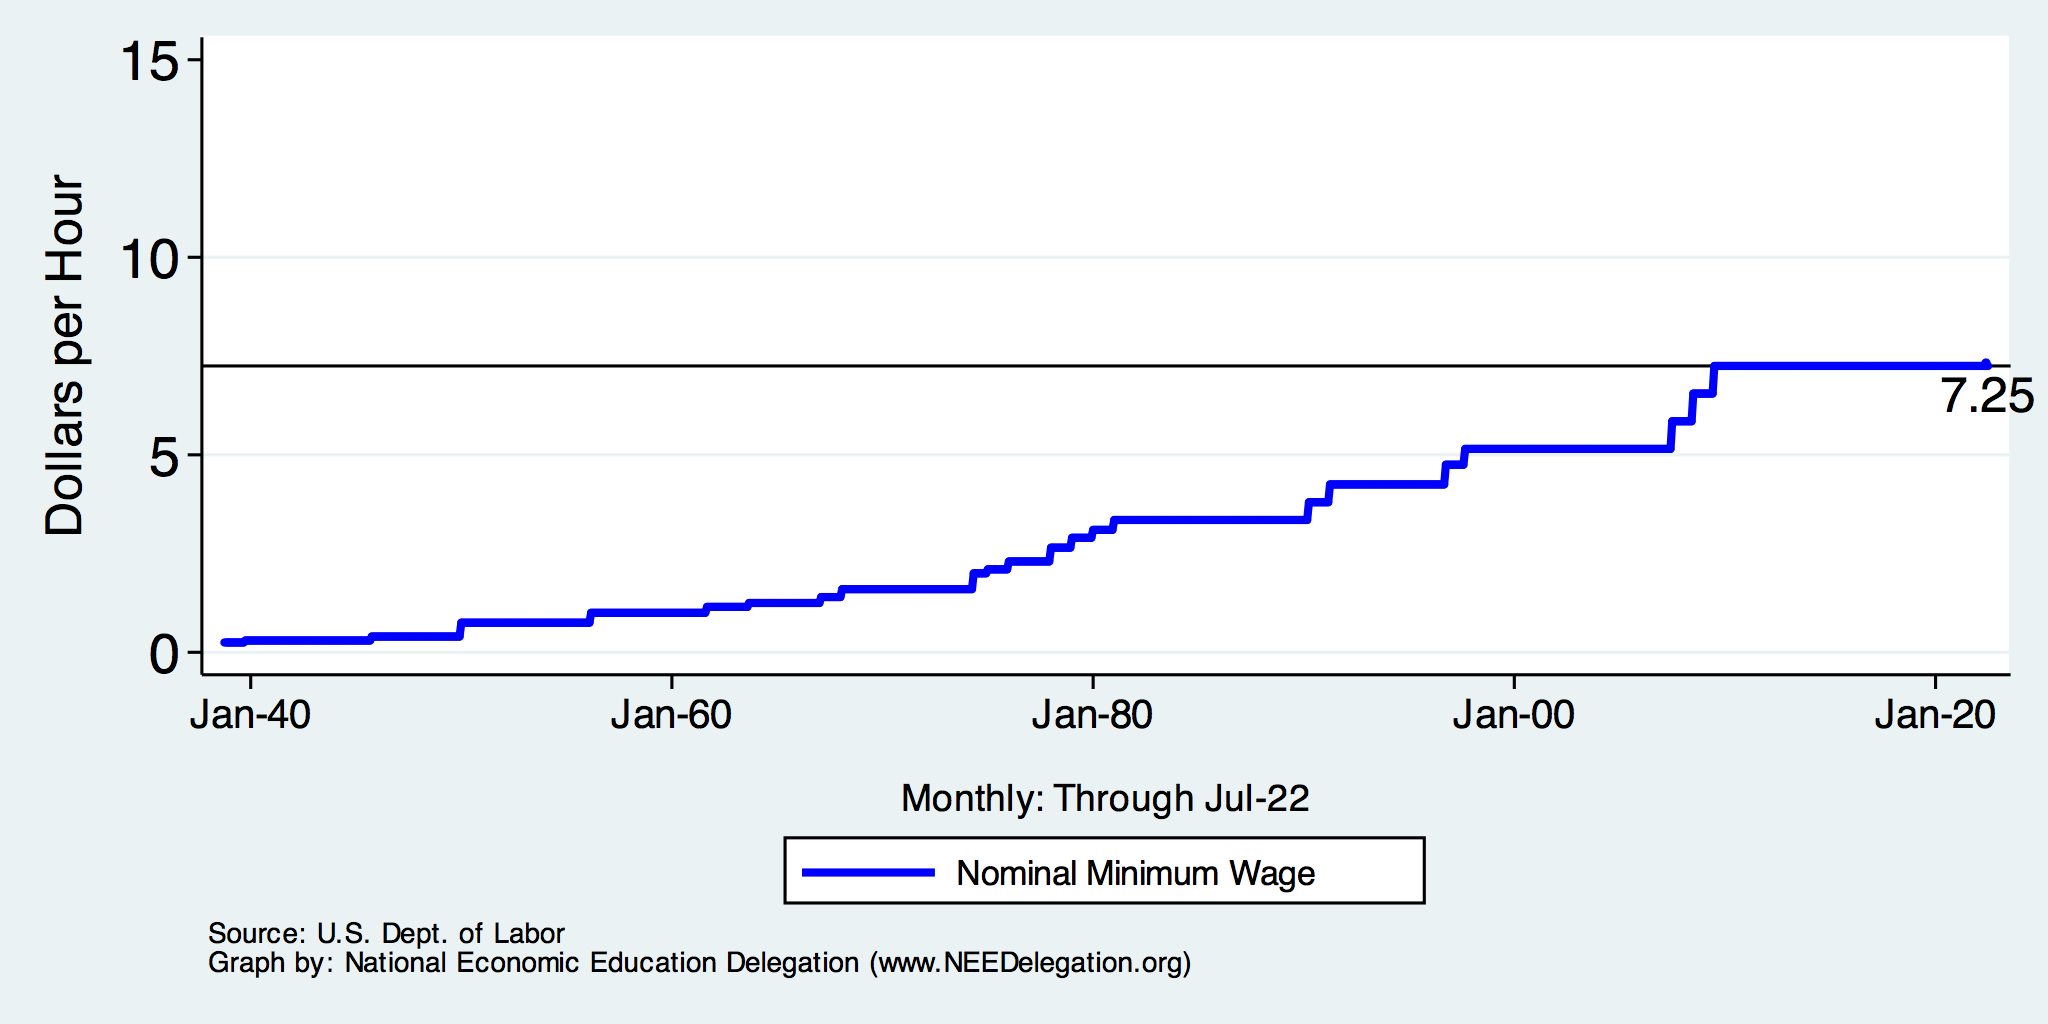 15
10
5
0
Dollars per Hour
7.25
Jan-40 Jan-60 Jan-80 Jan-00 Jan-20
Monthly: Through Jul-22
Nominal Minimum Wage
Source: U.S. Dept. of Labor
Graph by: National Economic Education Delegation (www.NEEDelegation.org)